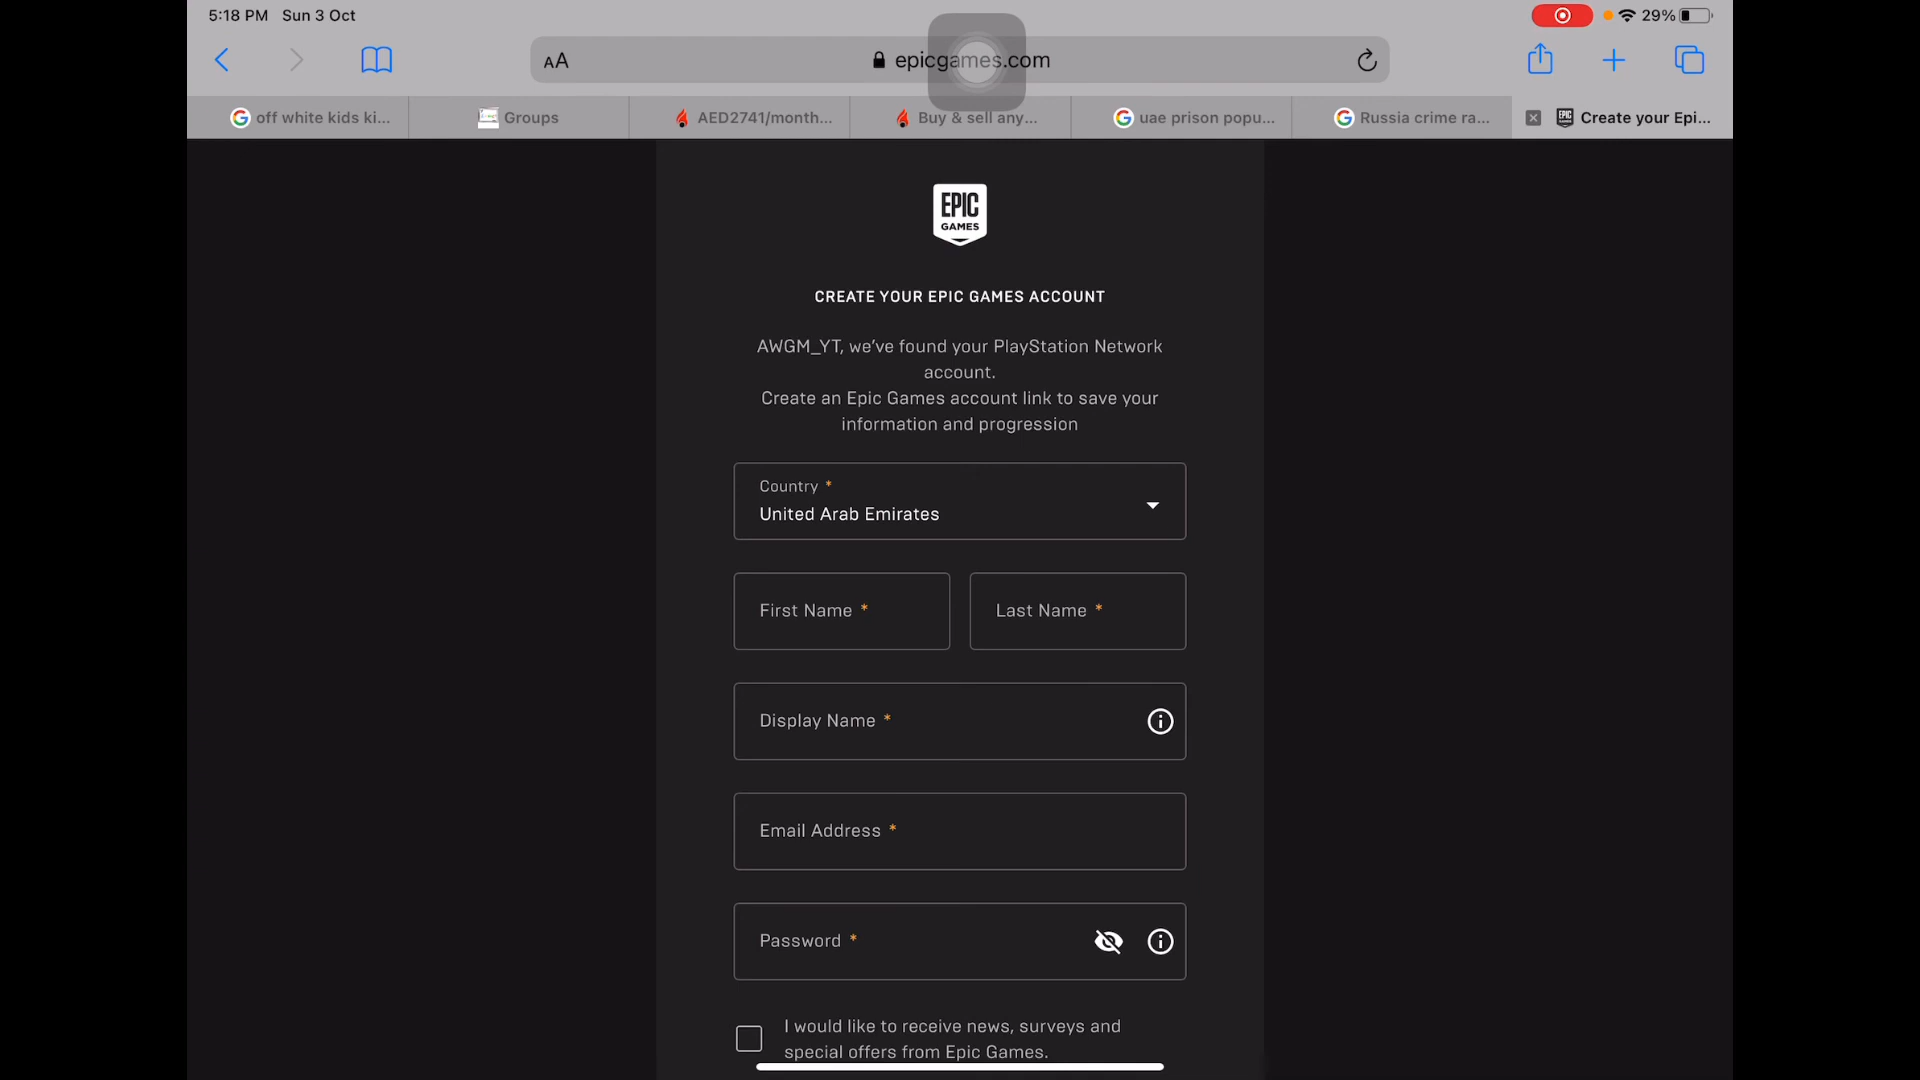 5:18 PM Sun 3 Oct
29%
AA
epicgames.com
off white kids ki...
Groups
AED2741/month...
Buy & sell any...
uae prison popu...
Russia crime ra...
Create your Epi...
EPIC
GAMES
CREATE YOUR EPIC GAMES ACCOUNT
AWGM_YT, we've found your PlayStation Network
account.
Create an Epic Games account link to save your
information and progression
Country *
United Arab Emirates
First Name *
Last Name *
Display Name *
Email Address *
Password *
I would like to receive news, surveys and
special offers from Epic Games.